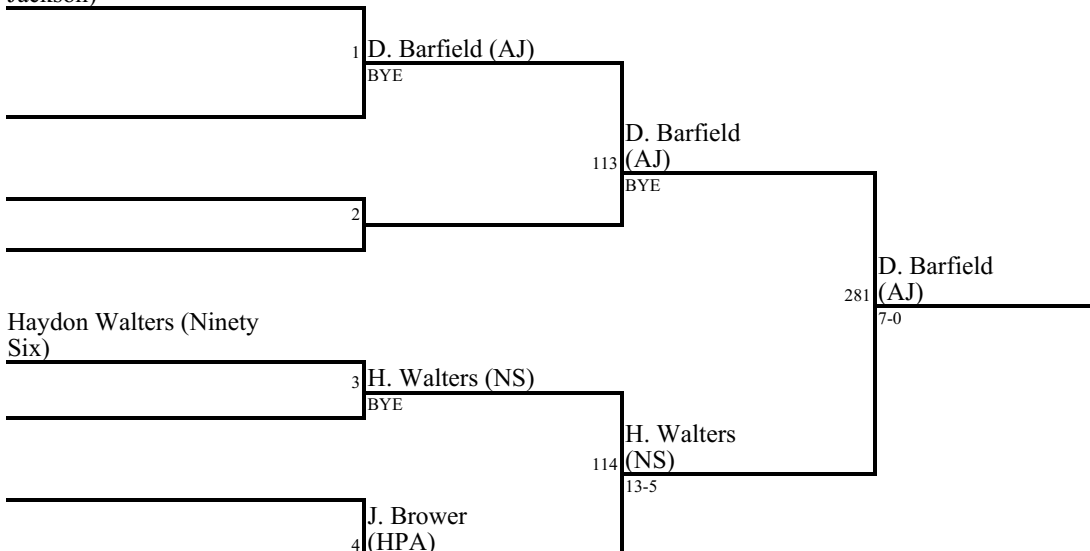 Jackson)
1 D. Barfield (AJ)
BYE
D. Barfield
113 (AJ)
BYE
2
D. Barfield
281 (AJ)
7-0
Haydon Walters (Ninety
Six)
3 H. Walters (NS)
BYE
H. Walters
114 (NS)
13-5
J. Brower
4 (HPA)